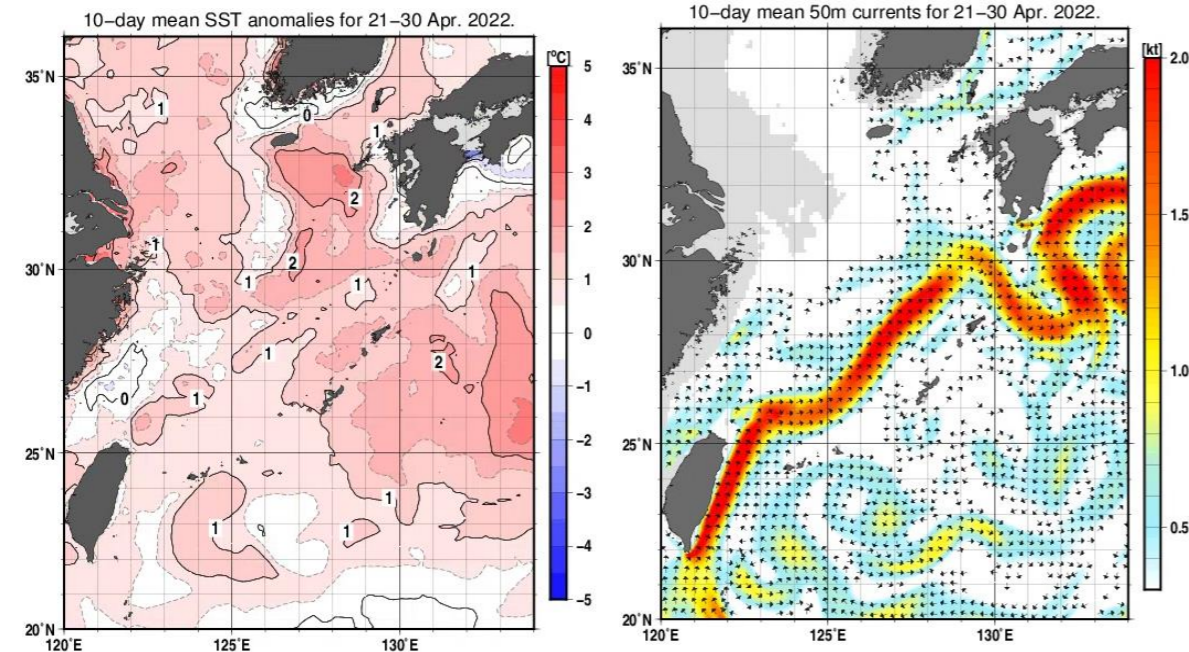 10-day mean SST anomalies for 21-30 Apr. 2022.
[°C]
5
4
3
2
1
0
-1
-2
-3
-4
-5
35°N
30°N
25°N
20°N
120°E
125°E
130°E
1
0
1
2
2
1
1
1
1
1
2
0
1
1
1
1
10-day mean 50m currents for 21-30 Apr. 2022.
[kt]
2.0
1.5
1.0
0.5
35°N
30°N
25°N
20°N
120°E
125°E
130°E